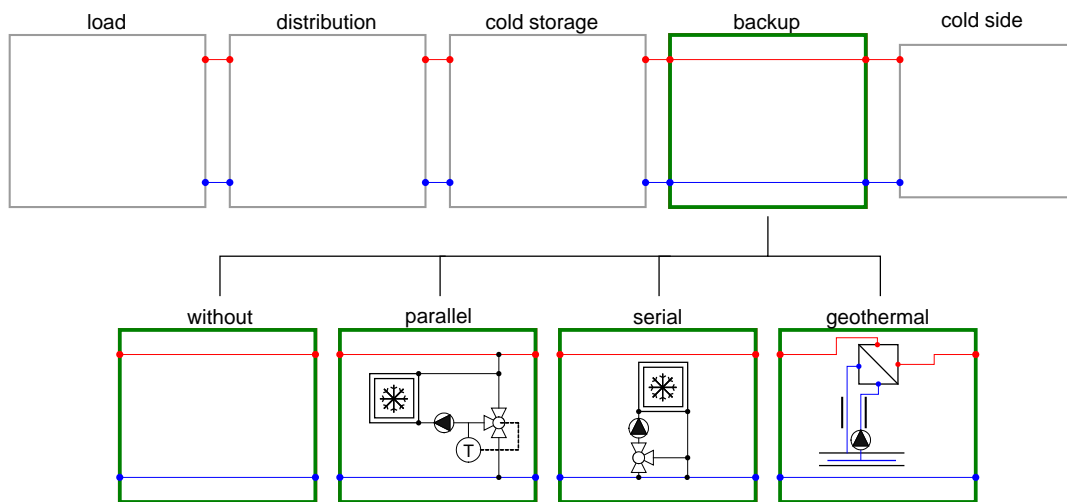 load
distribution
cold storage
backup
cold side
without
parallel
serial
geothermal
T